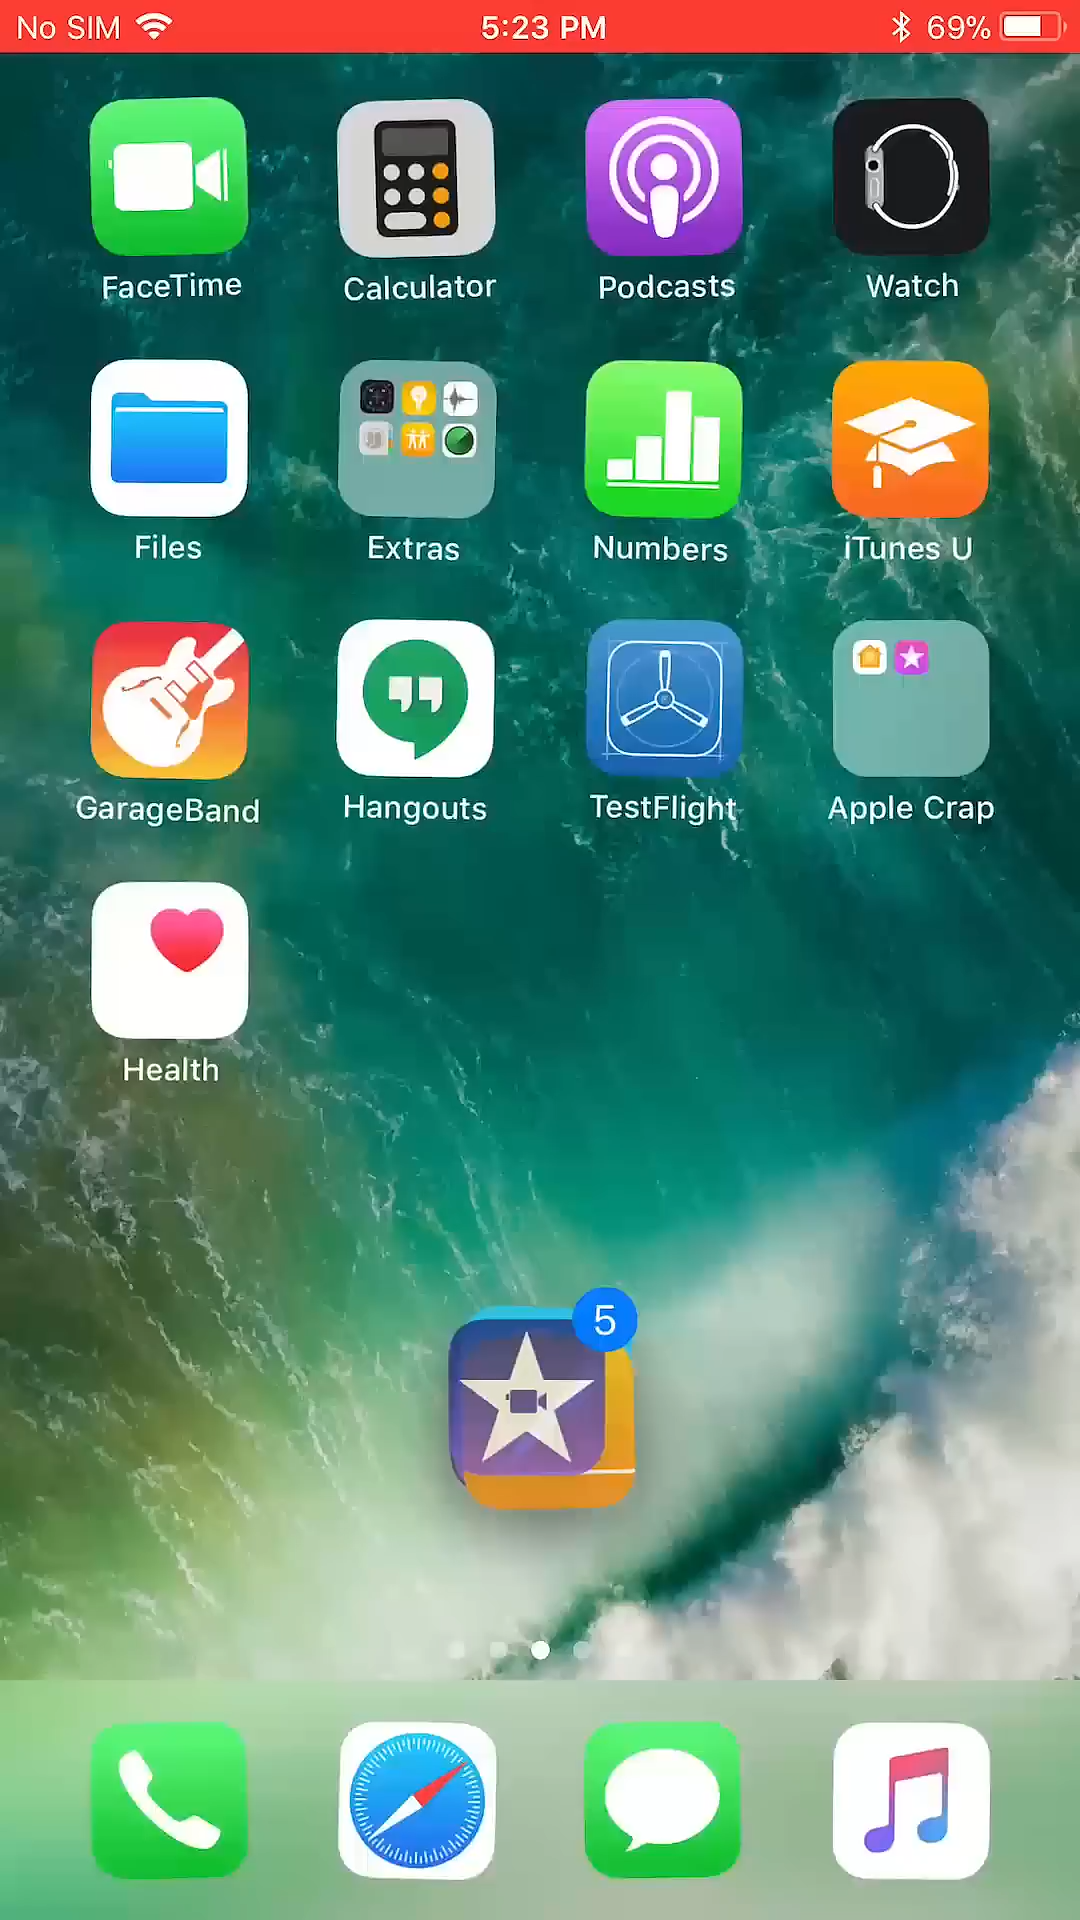 No SIM 5:23 PM 69%
FaceTime Calculator Podcasts Watch
Files Extras Numbers iTunes U
GarageBand Hangouts TestFlight Apple Crap
Health
5